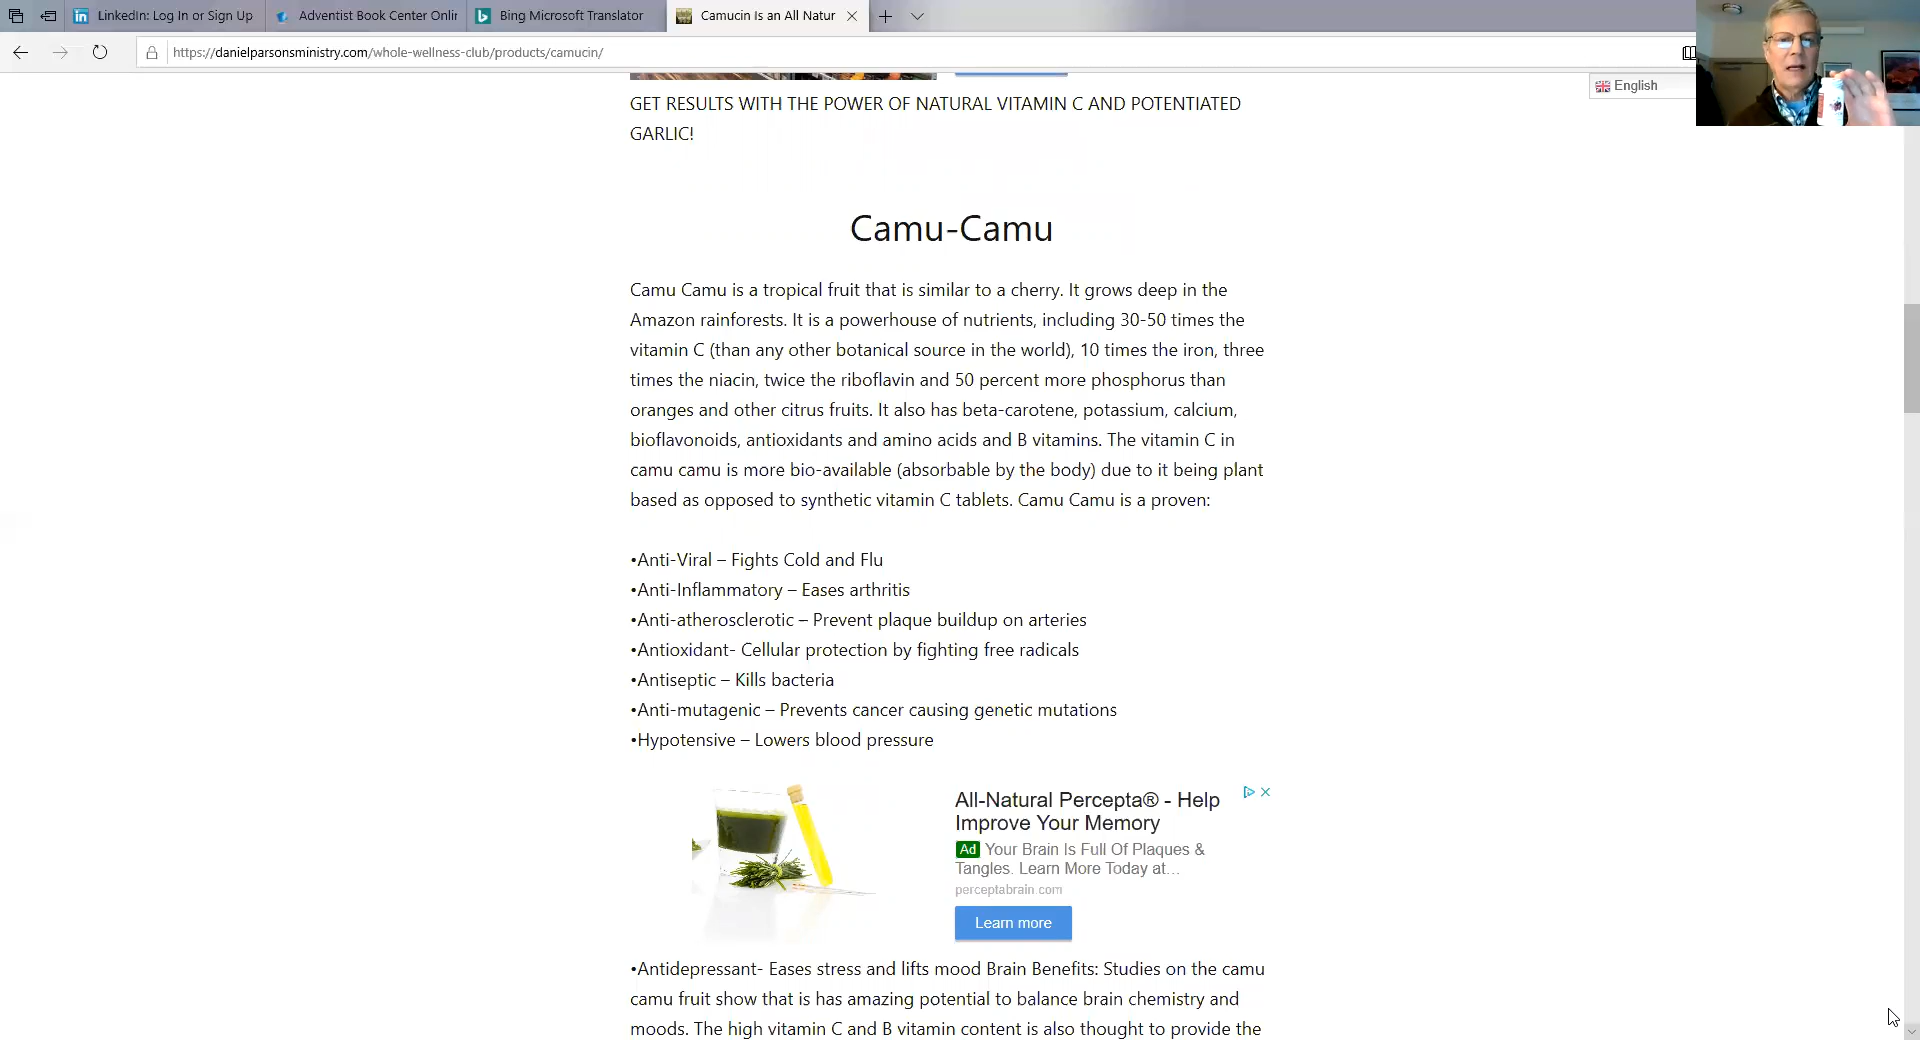 LinkedIn: Log In or Sign Up
Adventist Book Center Onlin
Bing Microsoft Translator
Camucin Is an All Natur
https://danielparsonsministry.com/whole-wellness-club/products/camucin/
English
GET RESULTS WITH THE POWER OF NATURAL VITAMIN C AND POTENTIATED
GARLIC!
Camu-Camu
Camu Camu is a tropical fruit that is similar to a cherry. It grows deep in the
Amazon rainforests. It is a powerhouse of nutrients, including 30-50 times the
vitamin C (than any other botanical source in the world), 10 times the iron, three
times the niacin, twice the riboflavin and 50 percent more phosphorus than
oranges and other citrus fruits. It also has beta-carotene, potassium, calcium,
bioflavonoids, antioxidants and amino acids and B vitamins. The vitamin C in
camu camu is more bio-available (absorbable by the body) due to it being plant
based as opposed to synthetic vitamin C tablets. Camu Camu is a proven:
•Anti-Viral – Fights Cold and Flu
•Anti-Inflammatory – Eases arthritis
•Anti-atherosclerotic – Prevent plaque buildup on arteries
•Antioxidant- Cellular protection by fighting free radicals
•Antiseptic – Kills bacteria
•Anti-mutagenic – Prevents cancer causing genetic mutations
•Hypotensive – Lowers blood pressure
All-Natural Percepta® - Help
Improve Your Memory
Ad Your Brain Is Full Of Plaques &
Tangles. Learn More Today at...
perceptabrain.com
Learn more
•Antidepressant- Eases stress and lifts mood Brain Benefits: Studies on the camu
camu fruit show that is has amazing potential to balance brain chemistry and
moods. The high vitamin C and B vitamin content is also thought to provide the